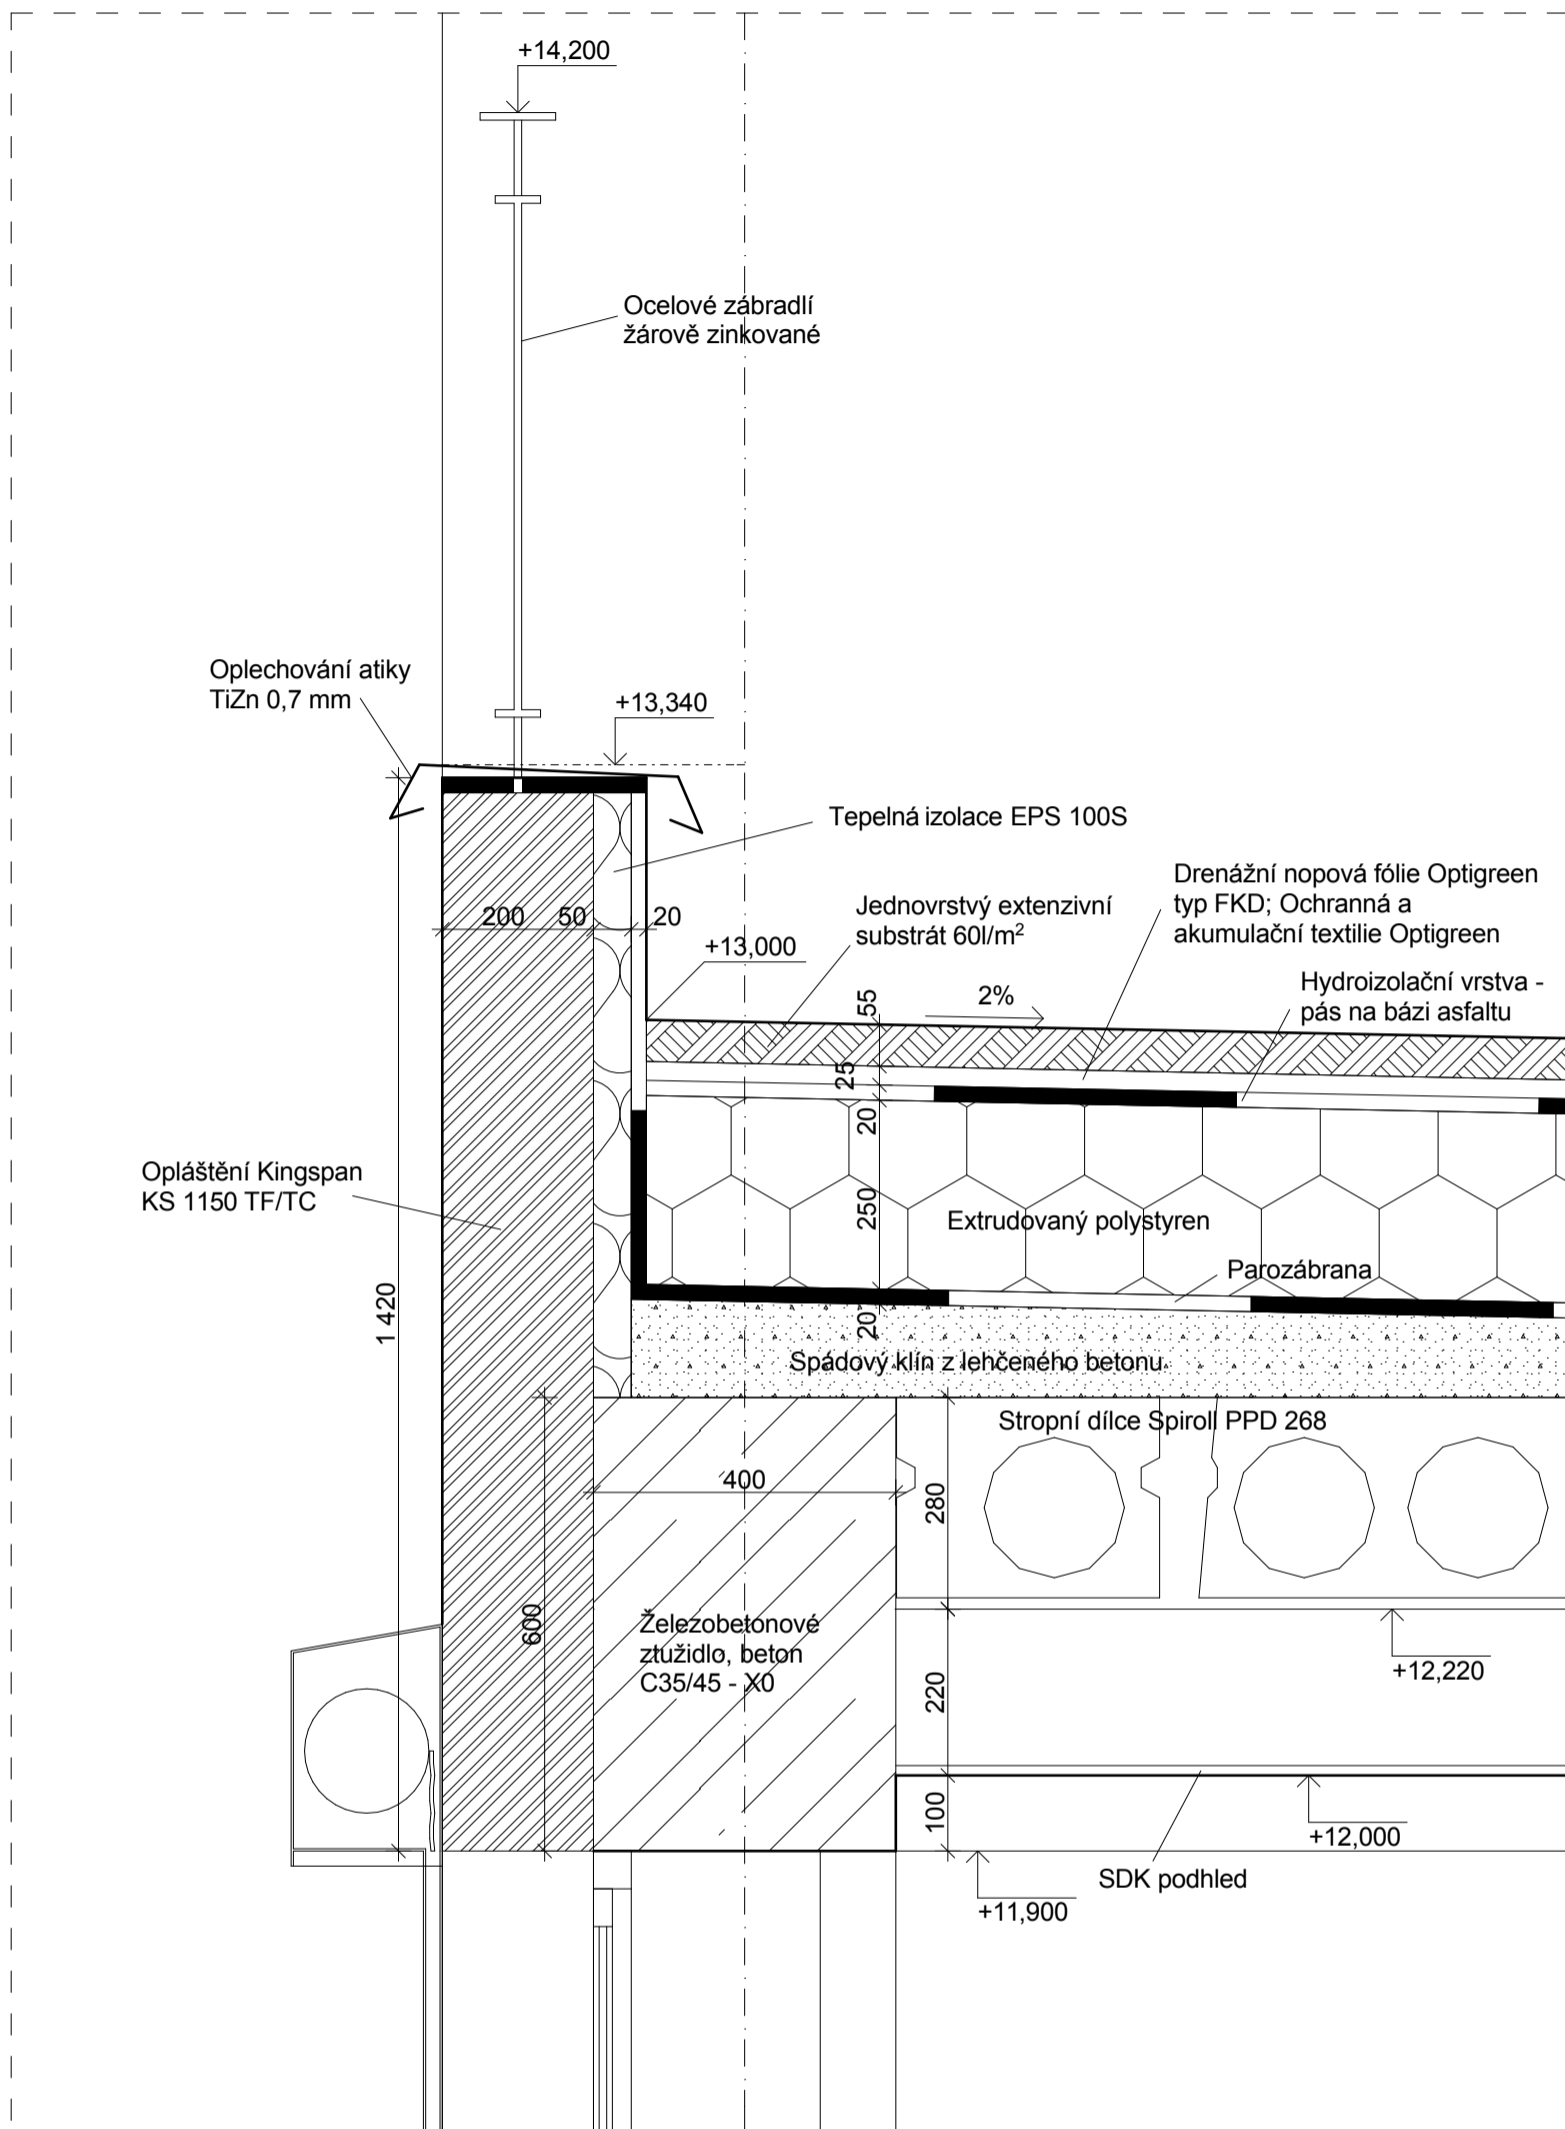 +14,200
Ocelové zábradlí
žárově zinkované
Oplechování atiky
TiZn 0,7 mm
+13,340
Tepelná izolace EPS 100S
Drenážní nopová fólie Optigreen
typ FKD; Ochranná a
akumulační textilie Optigreen
Jednovrstvý extenzivní
substrát 60l/m²
200
50
20
+13,000
Hydroizolační vrstva -
pás na bázi asfaltu
2%
55
25
20
250
20
Opláštění Kingspan
KS 1150 TF/TC
Extrudovaný polystyren
Parozábrana
1 420
Spádový klín z lehčeného betonu
Stropní dílce Spiroll PPD 268
400
280
600
Železobetonové
ztužidlo, beton
C35/45 - X0
+12,220
220
100
+12,000
SDK podhled
+11,900